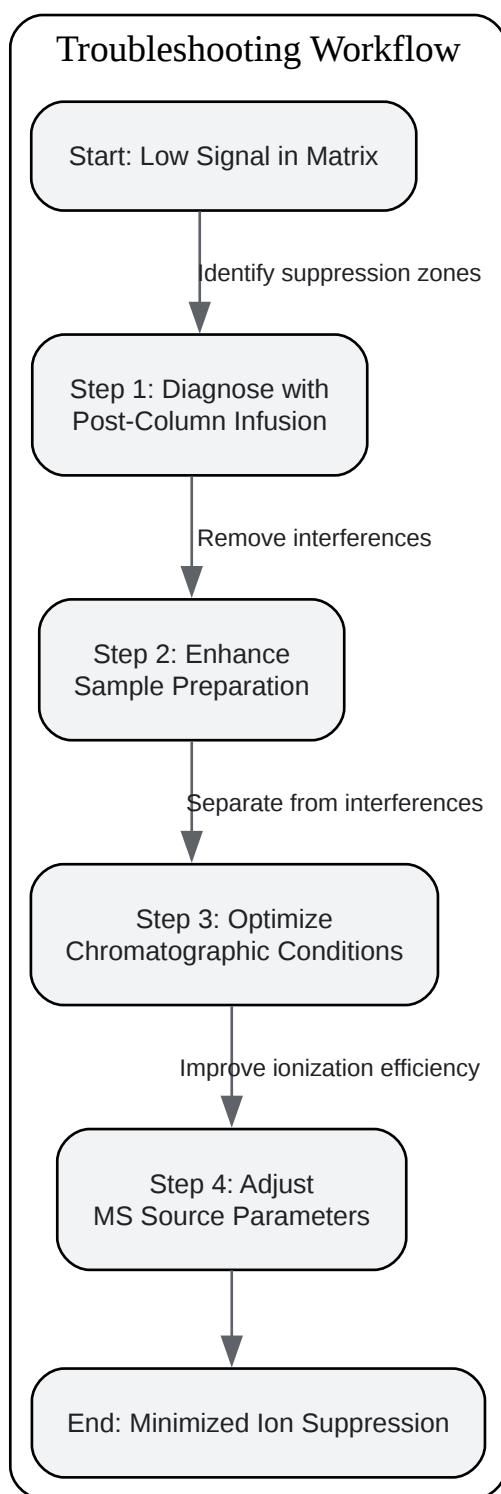 Troubleshooting Workflow
Start: Low Signal in Matrix
Identify suppression zones
Step 1: Diagnose with
Post-Column Infusion
Remove interferences
Step 2: Enhance
Sample Preparation
Separate from interferences
Step 3: Optimize
Chromatographic Conditions
Improve ionization efficiency
Step 4: Adjust
MS Source Parameters
End: Minimized Ion Suppression